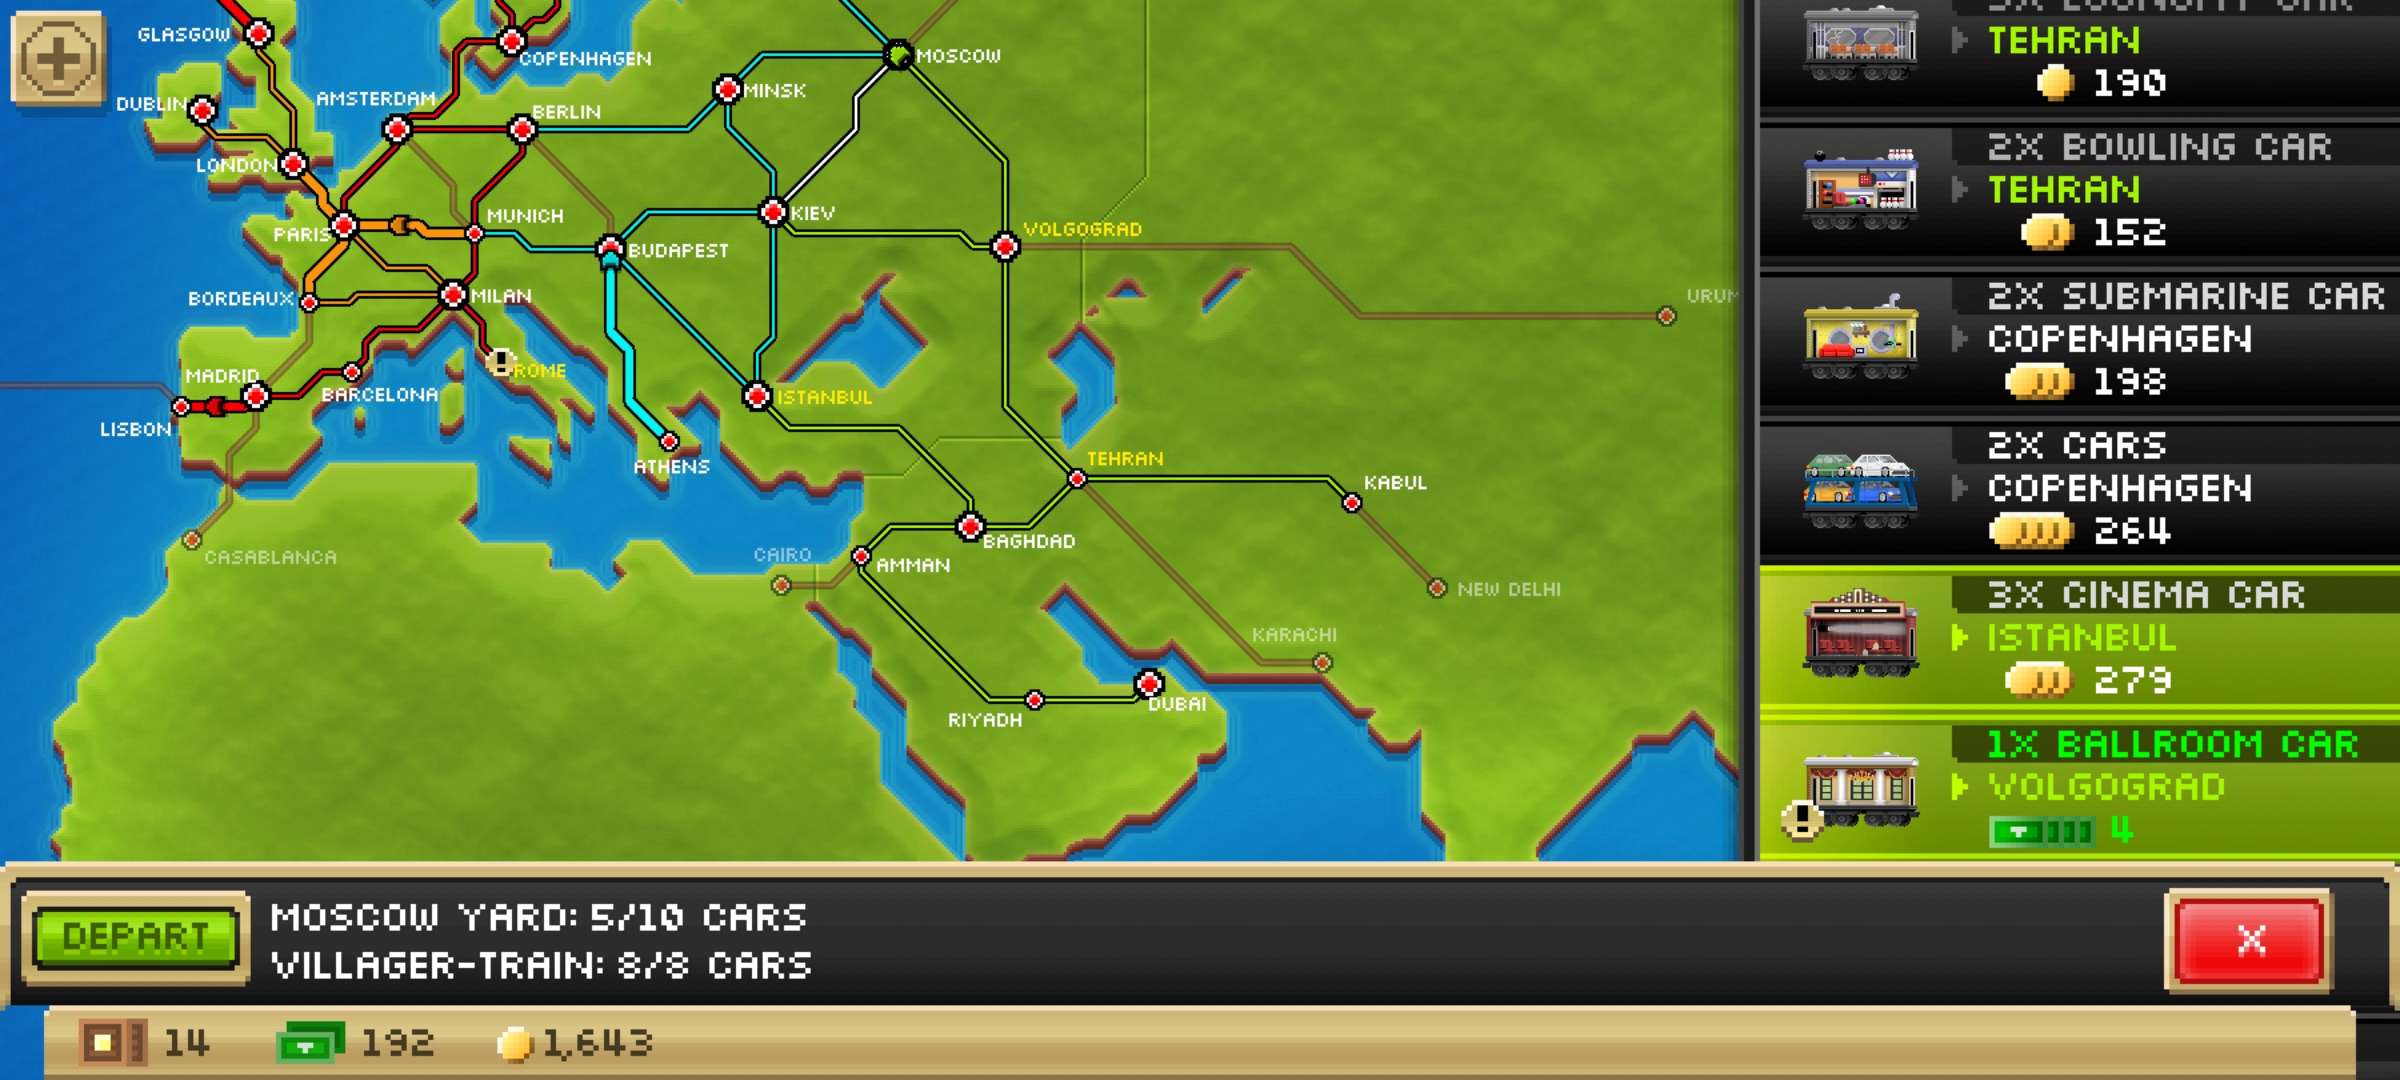 GLASGOW
COPENHAGEN
DUBLIN
AMSTERDAM
BERLIN
LONDON
MOSCOW
MINSK
PARIS
MUNICH
BUDAPEST
KIEV
VOLGOGRAD
BORDEAUX
MILAN
MADRID
BARCELONA
ROME
LISBON
ISTANBUL
ATHENS
TEHRAN
KABUL
CASABLANCA
CAIRO
AMMAN
BAGHDAD
NEW DELHI
KARACHI
RIYADH
DUBAI
TEHRAN
190
2X BOWLING CAR
TEHRAN
152
2X SUBMARINE CAR
COPENHAGEN
198
2X CARS
COPENHAGEN
264
3X CINEMA CAR
ISTANBUL
279
1X BALLROOM CAR
VOLGOGRAD
4
DEPART
MOSCOW YARD: 5/10 CARS
VILLAGER-TRAIN: 8/8 CARS
X
14
192
1,643